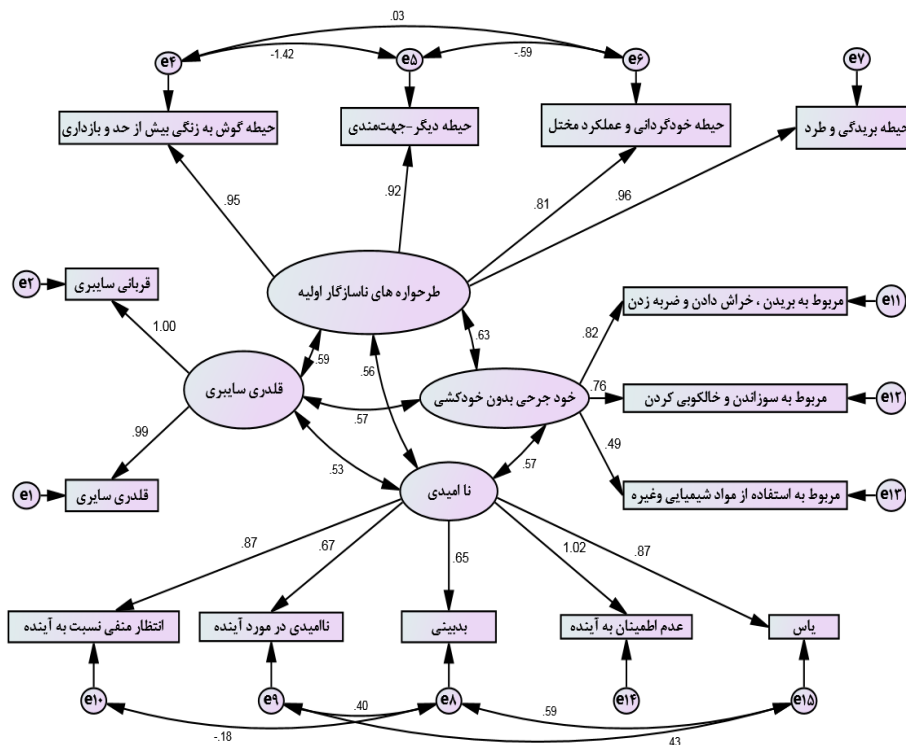 .03
-1.42
-.59
e۴
e۵
e۶
e۷
حیطه گوش به زنگی بیش از حد و بازداری
حیطه دیگر-جهت‌مندی
حیطه خودگردانی و عملکرد مختل
حیطه بریدگی و طرد
.95
.92
.81
.96
طرحواره های ناسازگار اولیه
e۲
قربانی سایبری
1.00
.59
.56
.63
قلدری سایبری
.57
خود جرحی بدون خودکشی
.82
مربوط به بریدن ، خراش دادن و ضربه زدن
e۱۱
.76
مربوط به سوزاندن و خالکوبی کردن
e۱۲
.49
مربوط به استفاده از مواد شیمیایی وغیره
e۱۳
.99
e۱
قلدری سایری
.53
.57
نا امیدی
.87
.67
.65
1.02
.87
انتظار منفی نسبت به آینده
ناامیدی در مورد آینده
بدبینی
عدم اطمینان به آینده
یاس
e۱۰
e۹
e۸
e۱۴
e۱۵
.40
.59
-.18
.43